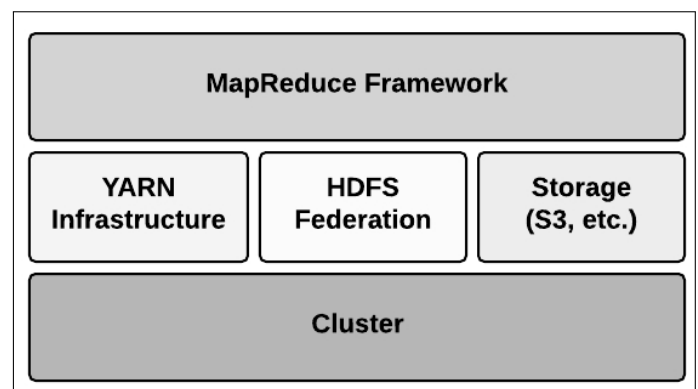 MapReduce Framework
YARN
Infrastructure
HDFS
Federation
Storage
(S3, etc.)
Cluster